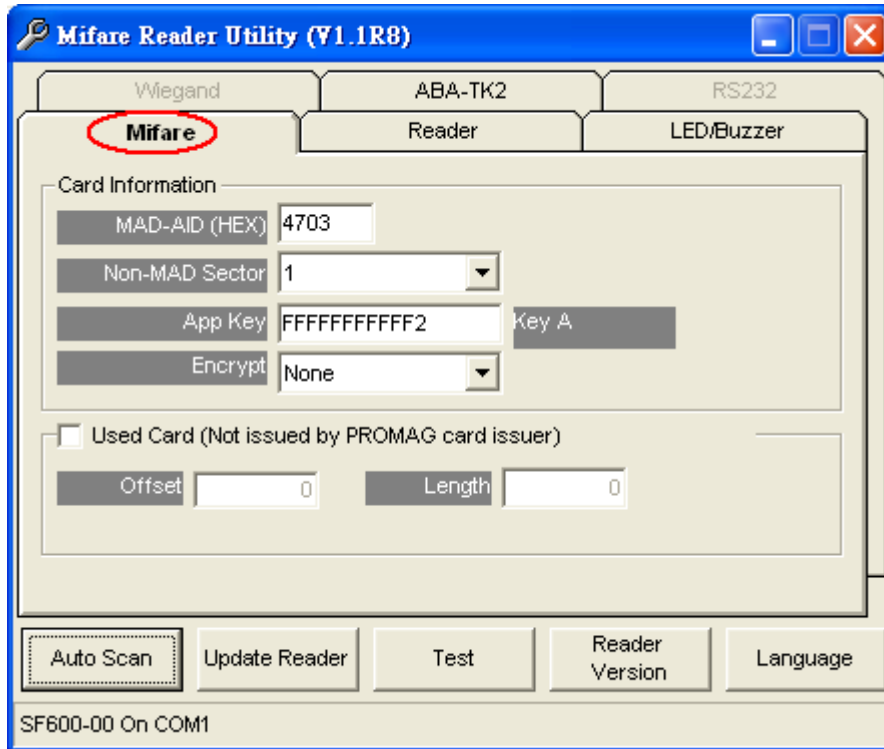 Mifare Reader Utility (V1.1R8)
Wiegand ABA-TK2 RS232
Mifare Reader LED/Buzzer
Card Information
MAD-AID (HEX) 4703
Non-MAD Sector 1
App Key FFFFFFFFFFF2 Key A
Encrypt None
Used Card (Not issued by PROMAG card issuer)
Offset 0 Length 0
Auto Scan Update Reader Test Reader Version Language
SF600-00 On COM1